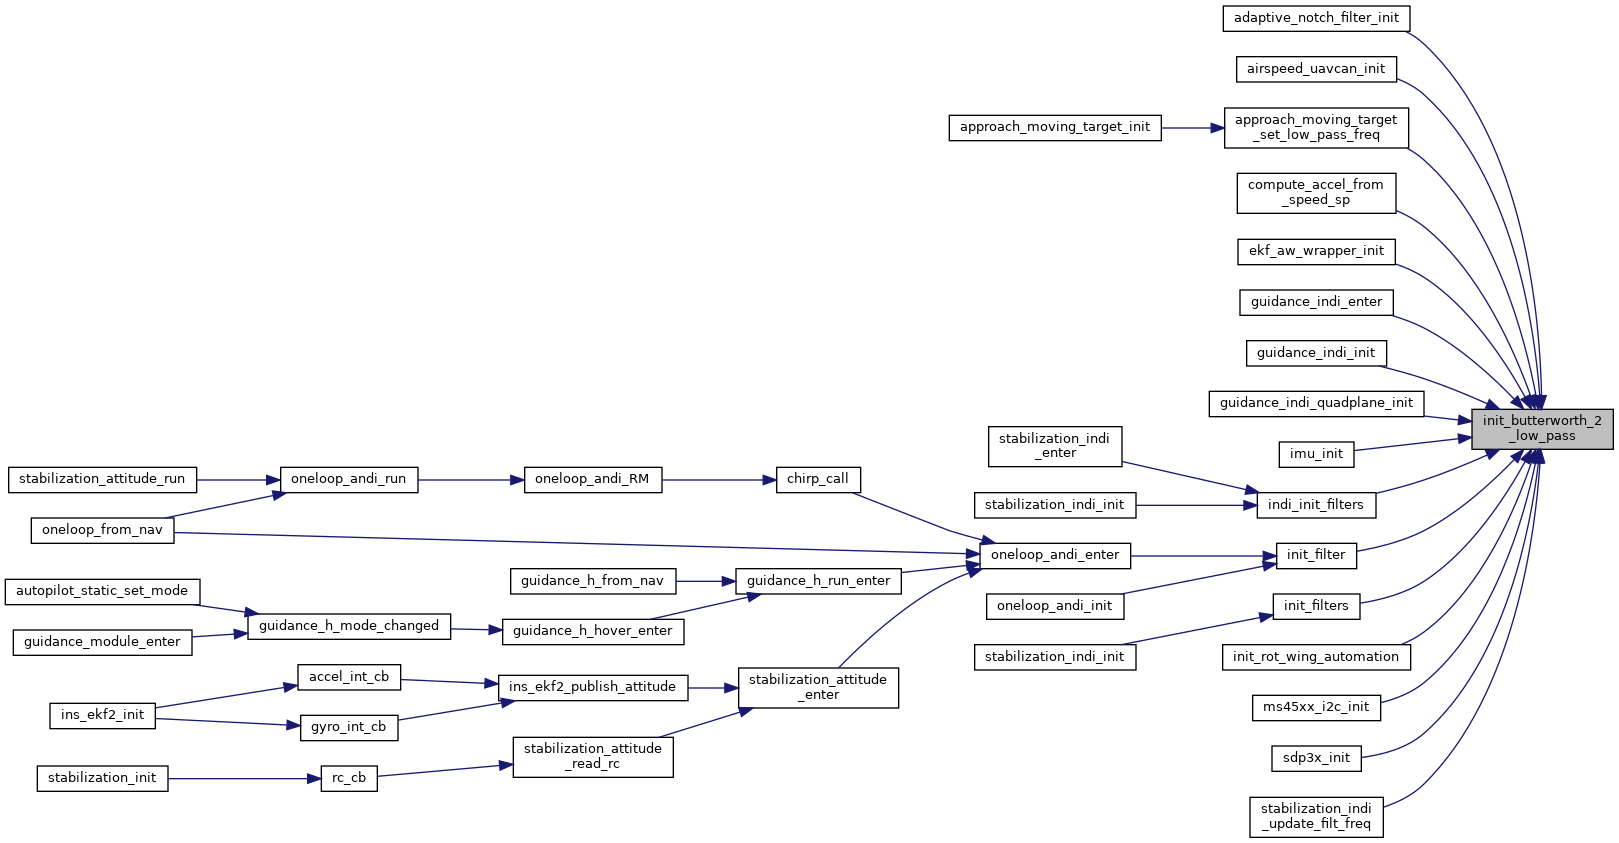 adaptive_notch_filter_init
airspeed_uavcan_init
approach_moving_target_init
approach_moving_target
_set_low_pass_freq
compute_accel_from
_speed_sp
ekf_aw_wrapper_init
guidance_indi_enter
guidance_indi_init
guidance_indi_quadplane_init
init_butterworth_2
_low_pass
imu_init
stabilization_indi
_enter
stabilization_indi_init
indi_init_filters
stabilization_attitude_run
oneloop_andi_run
oneloop_andi_RM
chirp_call
oneloop_from_nav
oneloop_andi_enter
init_filter
guidance_h_from_nav
guidance_h_run_enter
oneloop_andi_init
init_filters
autopilot_static_set_mode
guidance_module_enter
guidance_h_mode_changed
guidance_h_hover_enter
stabilization_indi_init
init_rot_wing_automation
accel_int_cb
ins_ekf2_publish_attitude
stabilization_attitude
_enter
ins_ekf2_init
gyro_int_cb
ms45xx_i2c_init
stabilization_attitude
_read_rc
sdp3x_init
stabilization_init
rc_cb
stabilization_indi
_update_filt_freq